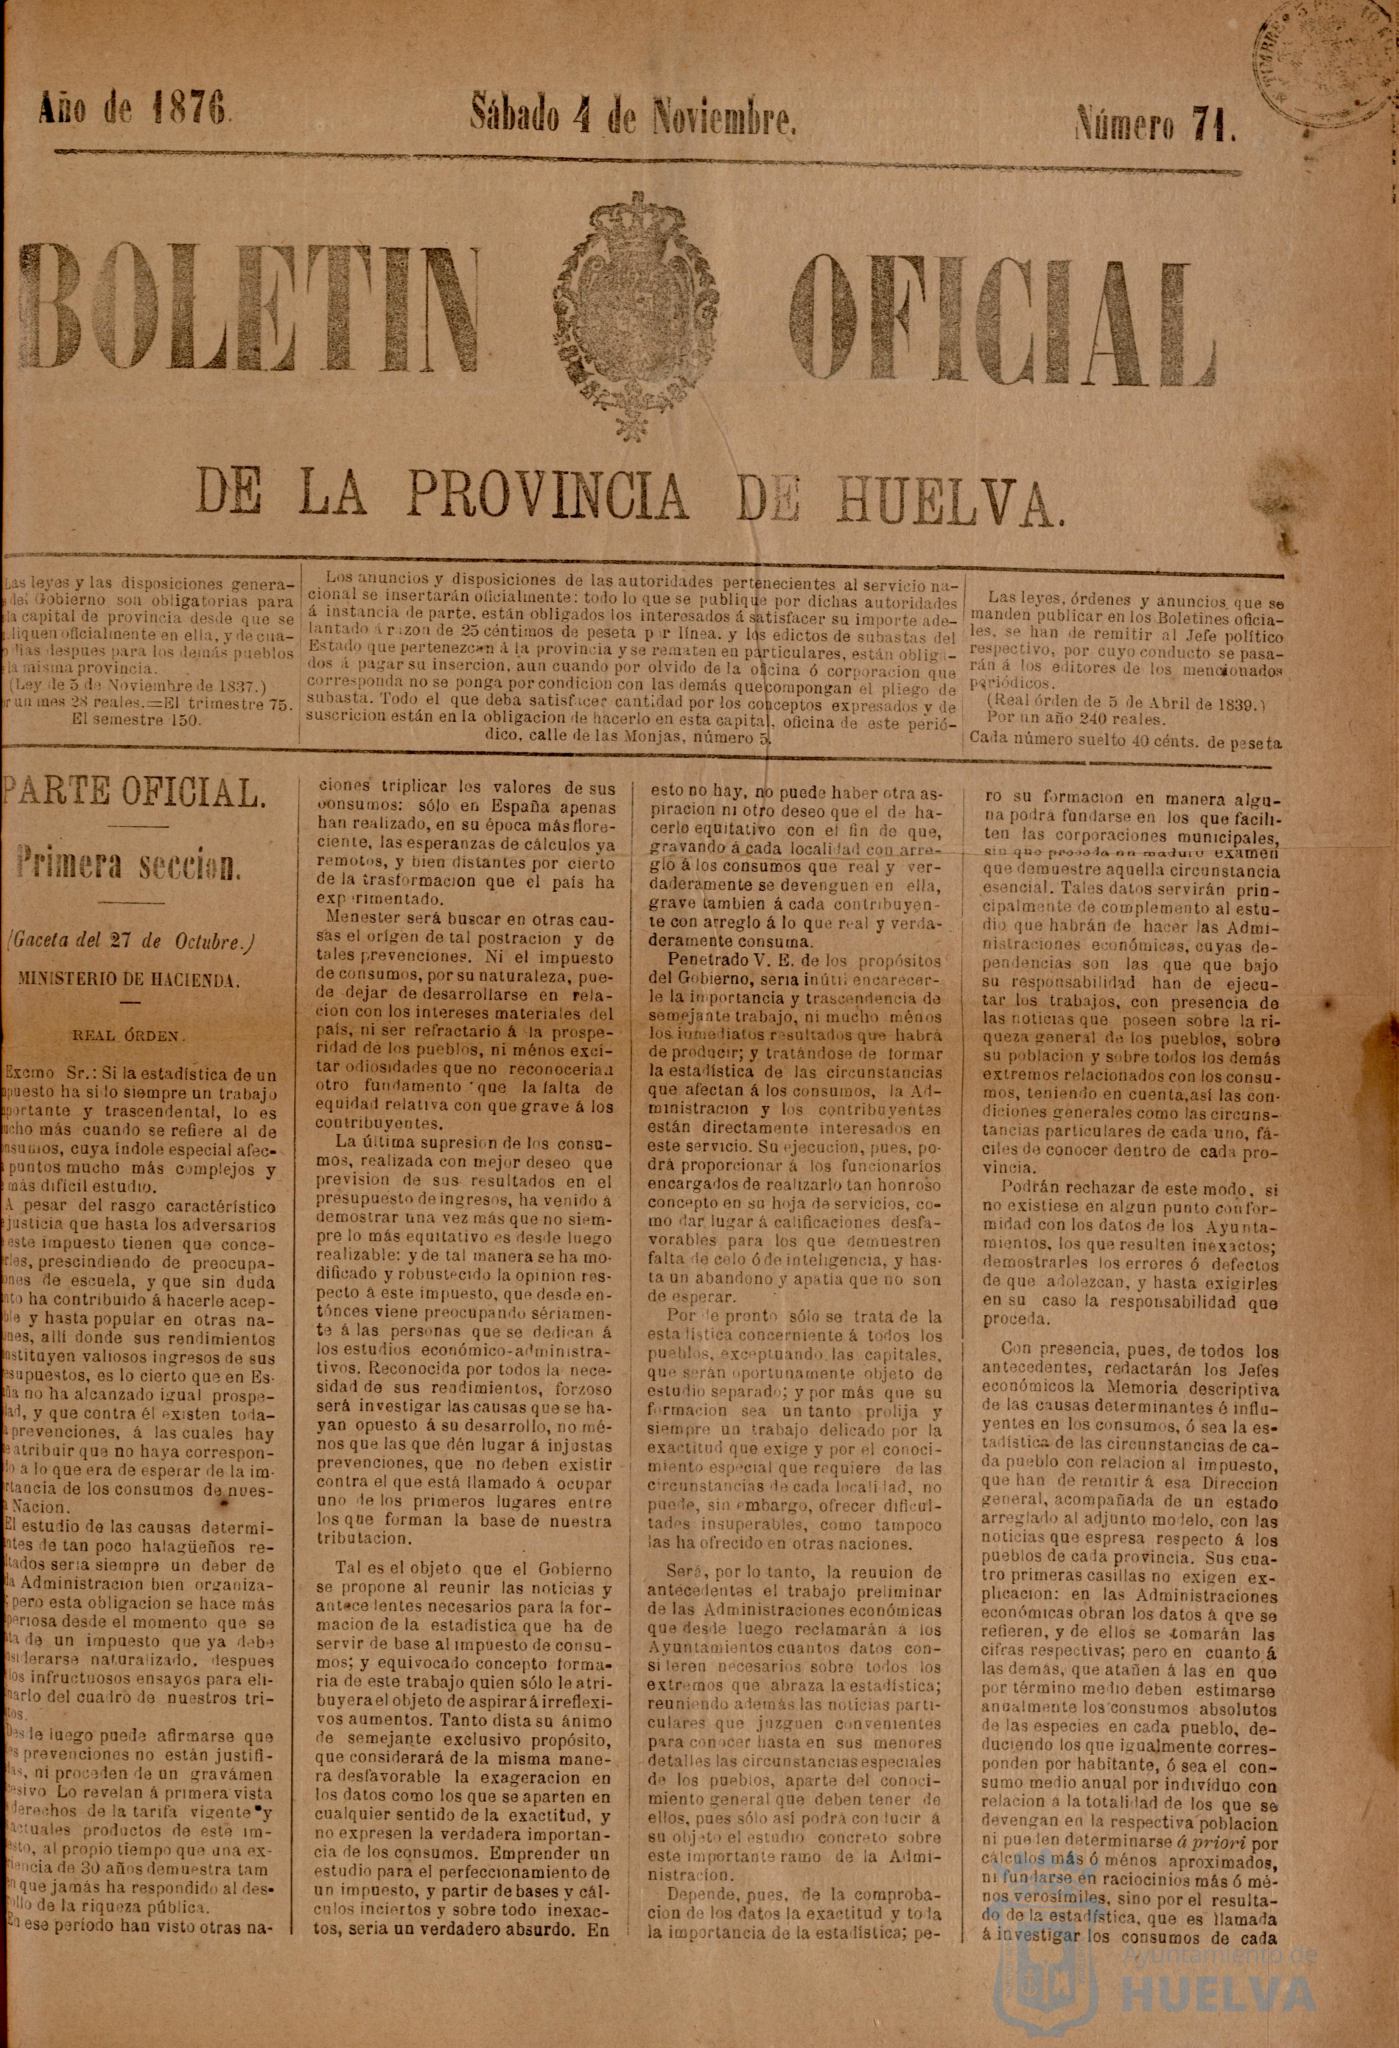 Año de 1876.
Sábado 4 de Noviembre.
Número 71.
BOLETIN OFICIAL
DE LA PROVINCIA DE HUELVA.
Las leyes y las disposiciones genera-
del Gobierno son obligatorias para
la capital de provincia desde que se
liquen oficialmente en ella, y de cua-
dias despues para los demás pueblos
la misma provincia.
(Ley de 5 de Noviembre de 1837.)
un mes 28 reales.=El trimestre 75.
El semestre 150.
Los anuncios y disposiciones de las autoridades pertenecientes al servicio na-
cional se insertarán oficialmente: todo lo que se publique por dichas autoridades
á instancia de parte, están obligados los interesados á satisfacer su importe ade-
lantado á razon de 25 céntimos de peseta por línea, y los edictos de subastas del
Estado que pertenezcan á la provincia y se rematen en particulares, están obliga-
dos á pagar su insercion, aun cuando por olvido de la oficina ó corporacion que
corresponda no se ponga por condicion con las demás que compongan el pliego de
subasta. Todo el que deba satisfacer cantidad por los conceptos expresados y de
suscricion están en la obligacion de hacerlo en esta capital, oficina de este perió-
dico, calle de las Monjas, número 5.
Las leyes, órdenes y anuncios que se
manden publicar en los Boletines oficia-
les, se han de remitir al Jefe político
respectivo, por cuyo conducto se pasa-
rán á los editores de los mencionados
periódicos.
(Real órden de 5 de Abril de 1839.)
Por un año 240 reales.
Cada número suelto 40 cénts. de peseta
PARTE OFICIAL.
Primera seccion.
(Gaceta del 27 de Octubre.)
MINISTERIO DE HACIENDA.
REAL ÓRDEN.
Excmo Sr.: Si la estadística de un
puesto ha sido siempre un trabajo
portante y trascendental, lo es
cho más cuando se refiere al de
nsumos, cuya índole especial afec-
puntos mucho más complejos y
más difícil estudio.
A pesar del rasgo característico
justicia que hasta los adversarios
este impuesto tienen que conce-
rles, prescindiendo de preocupa-
nes de escuela, y que sin duda
nto ha contribuido á hacerle acep-
ble y hasta popular en otras na-
nes, allí donde sus rendimientos
nstituyen valiosos ingresos de sus
esupuestos, es lo cierto que en Es-
ña no ha alcanzado igual prospe-
dad, y que contra él existen toda-
prevenciones, á las cuales hay
e atribuir que no haya correspon-
do á lo que era de esperar de la im-
rtancia de los consumos de nues-
a Nacion.
El estudio de las causas determi-
ntes de tan poco halagüeños re-
ltados seria siempre un deber de
la Administracion bien organiza-
; pero esta obligacion se hace más
periosa desde el momento que se
ta de un impuesto que ya debe
nsiderarse naturalizado, despues
los infructuosos ensayos para eli-
narlo del cuadro de nuestros tri-
tos.
Desde luego puede afirmarse que
s prevenciones no están justifi-
das, ni proceden de un gravámen
cesivo Lo revelan á primera vista
derechos de la tarifa vigente y
actuales productos de este im-
sto, al propio tiempo que una ex-
riencia de 30 años demuestra tam
en que jamás ha respondido al des-
ollo de la riqueza pública.
En ese período han visto otras na-
ciones triplicar los valores de sus
consumos: sólo en España apenas
han realizado, en su época más flore-
ciente, las esperanzas de cálculos ya
remotos, y bien distantes por cierto
de la trasformacion que el país ha
experimentado.
Menester será buscar en otras cau-
sas el orígen de tal postracion y de
tales prevenciones. Ni el impuesto
de consumos, por su naturaleza, pue-
de dejar de desarrollarse en rela-
cion con los intereses materiales del
país, ni ser refractario á la prospe-
ridad de los pueblos, ni ménos exci-
tar odiosidades que no reconocerian
otro fundamento que la falta de
equidad relativa con que grave á los
contribuyentes.
La última supresion de los consu-
mos, realizada con mejor deseo que
prevision de sus resultados en el
presupuesto de ingresos, ha venido á
demostrar una vez más que no siem-
pre lo más equitativo es desde luego
realizable: y de tal manera se ha mo-
dificado y robustecido la opinion res-
pecto á este impuesto, que desde en-
tónces viene preocupando sériamen-
te á las personas que se dedican á
los estudios económico-administra-
tivos. Reconocida por todos la nece-
sidad de sus rendimientos, forzoso
será investigar las causas que se ha-
yan opuesto á su desarrollo, no mé-
nos que las que dén lugar á injustas
prevenciones, que no deben existir
contra el que está llamado á ocupar
uno de los primeros lugares entre
los que forman la base de nuestra
tributacion.
Tal es el objeto que el Gobierno
se propone al reunir las noticias y
antecedentes necesarios para la for-
macion de la estadística que ha de
servir de base al impuesto de consu-
mos; y equivocado concepto forma-
ria de este trabajo quien sólo le atri-
buyera el objeto de aspirar á irreflexi-
vos aumentos. Tanto dista su ánimo
de semejante exclusivo propósito,
que considerará de la misma mane-
ra desfavorable la exageracion en
los datos como los que se aparten en
cualquier sentido de la exactitud, y
no expresen la verdadera importan-
cia de los consumos. Emprender un
estudio para el perfeccionamiento de
un impuesto, y partir de bases y cál-
culos inciertos y sobre todo inexac-
tos, seria un verdadero absurdo. En
esto no hay, no puede haber otra as-
piracion ni otro deseo que el de ha-
cerlo equitativo con el fin de que,
gravando á cada localidad con arre-
glo á los consumos que real y ver-
daderamente se devenguen en ella,
grave tambien á cada contribuyen-
te con arreglo á lo que real y verda-
deramente consuma.
Penetrado V. E. de los propósitos
del Gobierno, seria inútil encarecer-
le la importancia y trascendencia de
semejante trabajo, ni mucho ménos
los inmediatos resultados que habrá
de producir; y tratándose de formar
la estadística de las circunstancias
que afectan á los consumos, la Ad-
ministracion y los contribuyentes
están directamente interesados en
este servicio. Su ejecucion, pues, po-
drá proporcionar á los funcionarios
encargados de realizarlo tan honroso
concepto en su hoja de servicios, co-
mo dar lugar á calificaciones desfa-
vorables para los que demuestren
falta de celo ó de inteligencia, y has-
ta un abandono y apatía que no son
de esperar.
Por de pronto sólo se trata de la
estadística concerniente á todos los
pueblos, exceptuando las capitales,
que serán oportunamente objeto de
estudio separado; y por más que su
formacion sea un tanto prolija y
siempre un trabajo delicado por la
exactitud que exige y por el conoci-
miento especial que requiere de las
circunstancias de cada localidad, no
puede, sin embargo, ofrecer dificul-
tades insuperables, como tampoco
las ha ofrecido en otras naciones.
Será, por lo tanto, la reunion de
antecedentes el trabajo preliminar
de las Administraciones económicas
que desde luego reclamarán á los
Ayuntamientos cuantos datos con-
sideren necesarios sobre todos los
extremos que abraza la estadística;
reuniendo además las noticias parti-
culares que juzguen convenientes
para conocer hasta en sus menores
detalles las circunstancias especiales
de los pueblos, aparte del conoci-
miento general que deben tener de
ellos, pues sólo así podrá conducir á
su objeto el estudio concreto sobre
este importante ramo de la Admi-
nistracion.
Depende, pues, de la comproba-
cion de los datos la exactitud y toda
la importancia de la estadística; pe-
ro su formacion en manera algu-
na podrá fundarse en los que facili-
ten las corporaciones municipales,
sin que proceda un maduro examen
que demuestre aquella circunstancia
esencial. Tales datos servirán prin-
cipalmente de complemento al estu-
dio que habrán de hacer las Admi-
nistraciones económicas, cuyas de-
pendencias son las que que bajo
su responsabilidad han de ejecu-
tar los trabajos, con presencia de
las noticias que poseen sobre la ri-
queza general de los pueblos, sobre
su poblacion y sobre todos los demás
extremos relacionados con los consu-
mos, teniendo en cuenta, así las con-
diciones generales como las circuns-
tancias particulares de cada uno, fá-
ciles de conocer dentro de cada pro-
vincia.
Podrán rechazar de este modo, si
no existiese en algun punto confor-
midad con los datos de los Ayunta-
mientos, los que resulten inexactos;
demostrarles los errores ó defectos
de que adolezcan, y hasta exigirles
en su caso la responsabilidad que
proceda.
Con presencia, pues, de todos los
antecedentes, redactarán los Jefes
económicos la Memoria descriptiva
de las causas determinantes é influ-
yentes en los consumos, ó sea la es-
tadística de las circunstancias de ca-
da pueblo con relacion al impuesto,
que han de remitir á esa Direccion
general, acompañada de un estado
arreglado al adjunto modelo, con las
noticias que espresa respecto á los
pueblos de cada provincia. Sus cua-
tro primeras casillas no exigen ex-
plicacion: en las Administraciones
económicas obran los datos á que se
refieren, y de ellos se tomarán las
cifras respectivas; pero en cuanto á
las demás, que atañen á las en que
por término medio deben estimarse
anualmente los consumos absolutos
de las especies en cada pueblo, de-
duciendo los que igualmente corres-
ponden por habitante, ó sea el con-
sumo medio anual por indivíduo con
relacion á la totalidad de los que se
devengan en la respectiva poblacion
ni pueden determinarse á priori por
cálculos más ó ménos aproximados,
ni fundarse en raciocinios más ó mé-
nos verosímiles, sino por el resulta-
do de la estadística, que es llamada
á investigar los consumos de cada
Ayuntamiento de
HUELVA